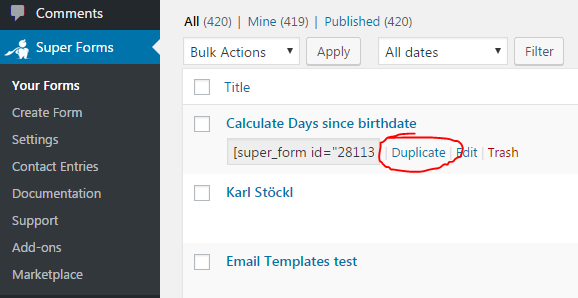 Comments
Super Forms
Your Forms
Create Form
Settings
Contact Entries
Documentation
Support
Add-ons
Marketplace
All (420) | Mine (419) | Published (420)
Bulk Actions Apply All dates Filter
Title
Calculate Days since birthdate
[super_form id="28113 | Duplicate | Edit | Trash
Karl Stöckl
Email Templates test